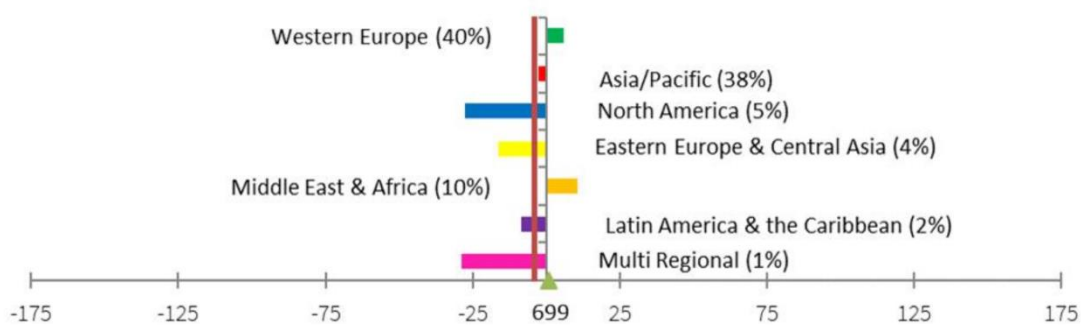 Western Europe (40%)
Asia/Pacific (38%)
North America (5%)
Eastern Europe & Central Asia (4%)
Middle East & Africa (10%)
Latin America & the Caribbean (2%)
Multi Regional (1%)
-175 -125 -75 -25 699 25 75 125 175